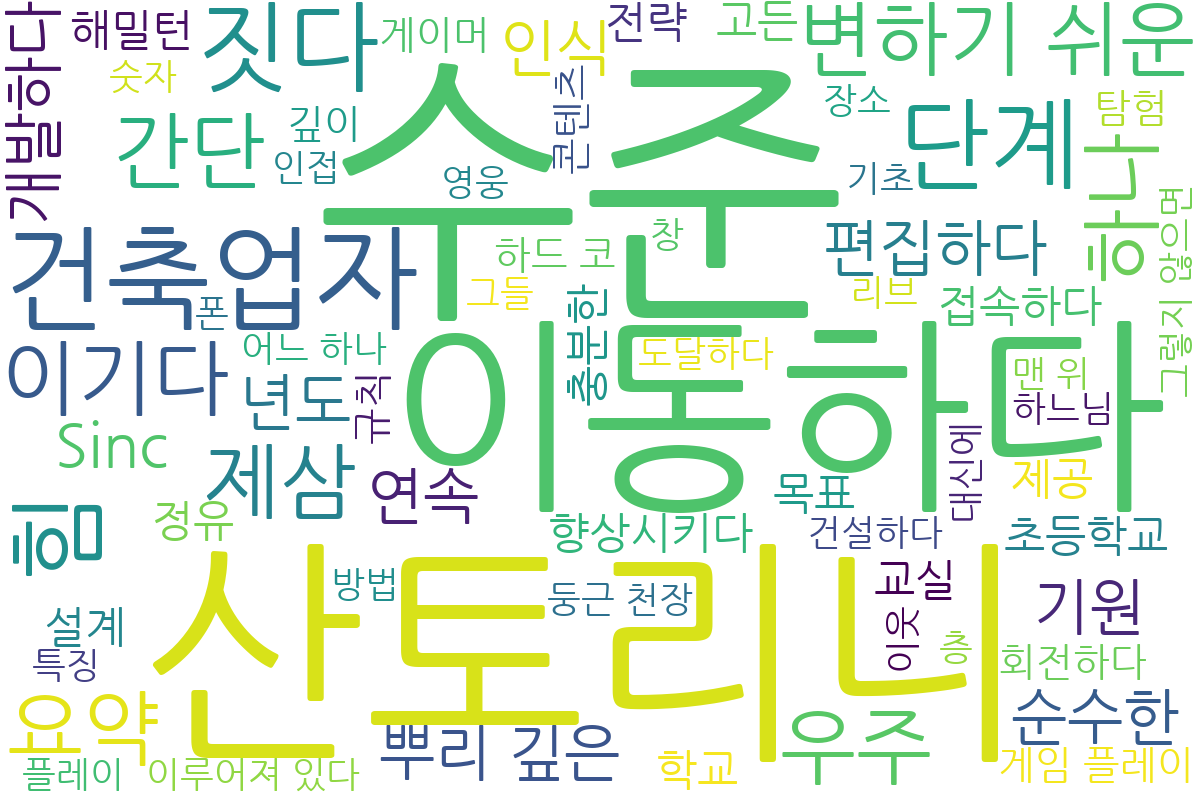 개발하다
해밀턴
짓다
게이머
인식
전략
고든
변하기 쉬운
숫자
수준
콘텐츠
장소
탐험
간단
깊이
인접
영웅
기초
단계
하나
그렇지 않으면
건축업자
폰
하드 코
창
편집하다
그들
리브
접속하다
이기다
어느 하나
충분한
이동하다
도달하다
맨 위
하느님
년도
규칙
Sinc
제삼
연속
목표
대신에
제공
힘
정유
향상시키다
건설하다
초등학교
산토리니
방법
둥근 천장
교실
기원
설계
이웃
층
특징
회전하다
요약
뿌리 깊은
우주
순수한
플레이
이루어져 있다
학교
게임 플레이